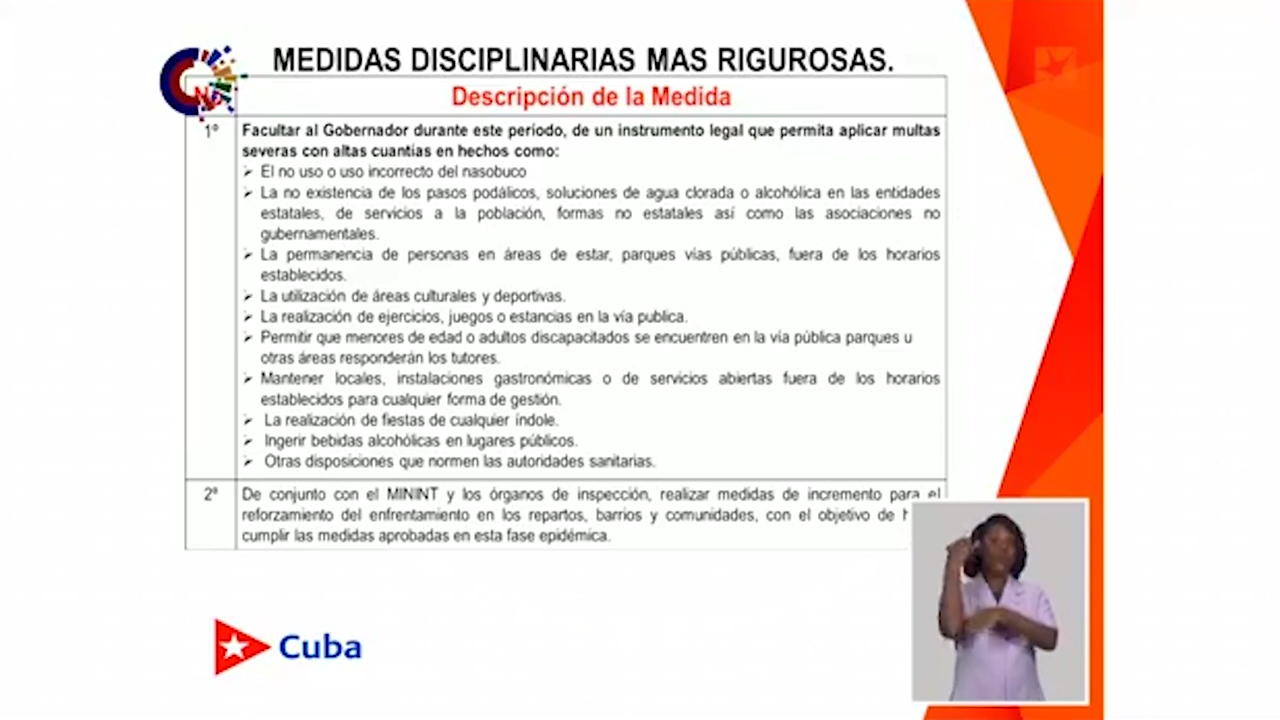 MEDIDAS DISCIPLINARIAS MAS RIGUROSAS.
No Descripción de la Medida
1º Facultar al Gobernador durante este período, de un instrumento legal que permita aplicar multas
severas con altas cuantías en hechos como:
➢ El no uso o uso incorrecto del nasobuco
➢ La no existencia de los pasos podálicos, soluciones de agua clorada o alcohólica en las entidades
estatales, de servicios a la población, formas no estatales así como las asociaciones no
gubernamentales.
➢ La permanencia de personas en áreas de estar, parques vías públicas, fuera de los horarios
establecidos.
➢ La utilización de áreas culturales y deportivas.
➢ La realización de ejercicios, juegos o estancias en la vía publica.
➢ Permitir que menores de edad o adultos discapacitados se encuentren en la vía pública parques u
otras áreas responderán los tutores.
➢ Mantener locales, instalaciones gastronómicas o de servicios abiertas fuera de los horarios
establecidos para cualquier forma de gestión.
➢ La realización de fiestas de cualquier índole.
➢ Ingerir bebidas alcohólicas en lugares públicos.
➢ Otras disposiciones que normen las autoridades sanitarias.
2ª De conjunto con el MININT y los órganos de inspección, realizar medidas de incremento para el
reforzamiento del enfrentamiento en los repartos, barrios y comunidades, con el objetivo de
cumplir las medidas aprobadas en esta fase epidémica.
Cuba